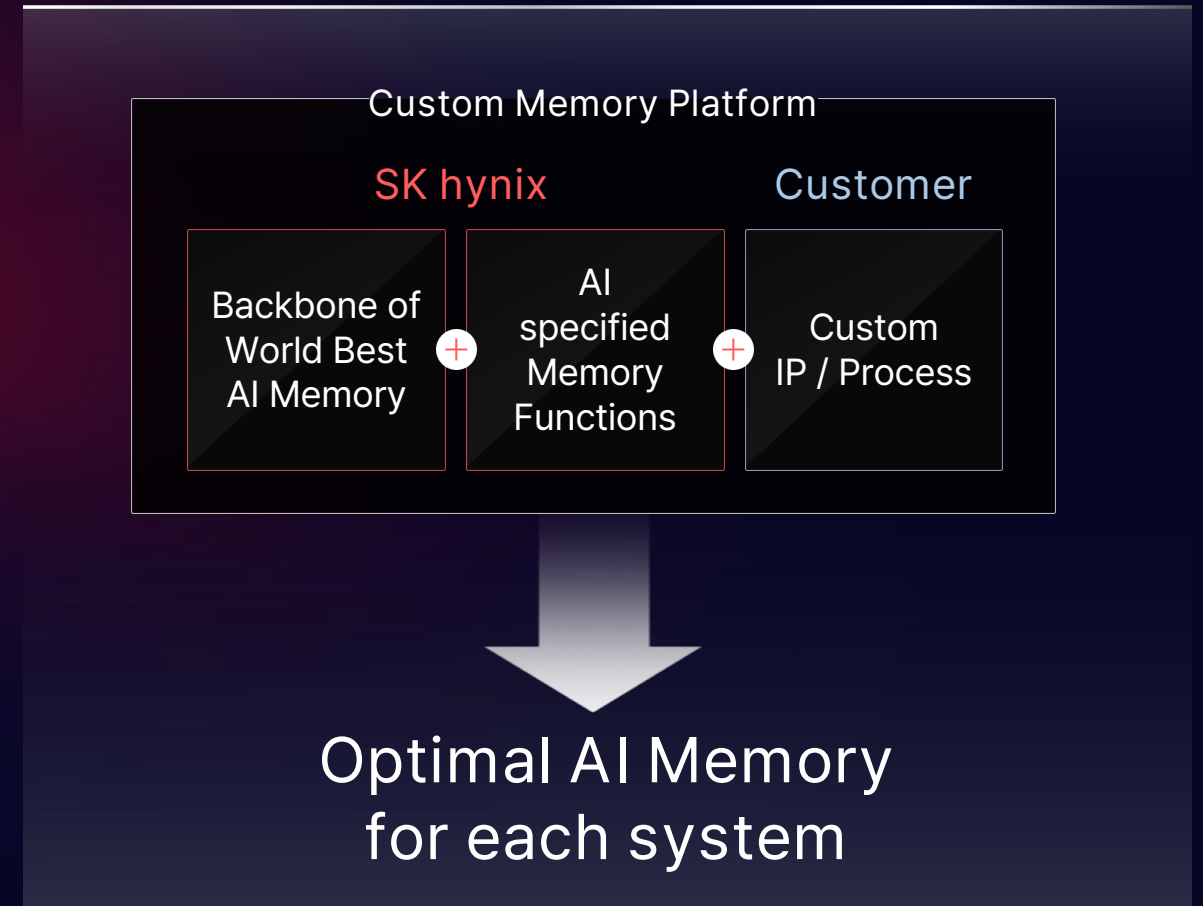 Custom Memory Platform
SK hynix
Customer
Backbone of
World Best
AI Memory
AI
specified
Memory
Functions
Custom
IP / Process
Optimal AI Memory
for each system